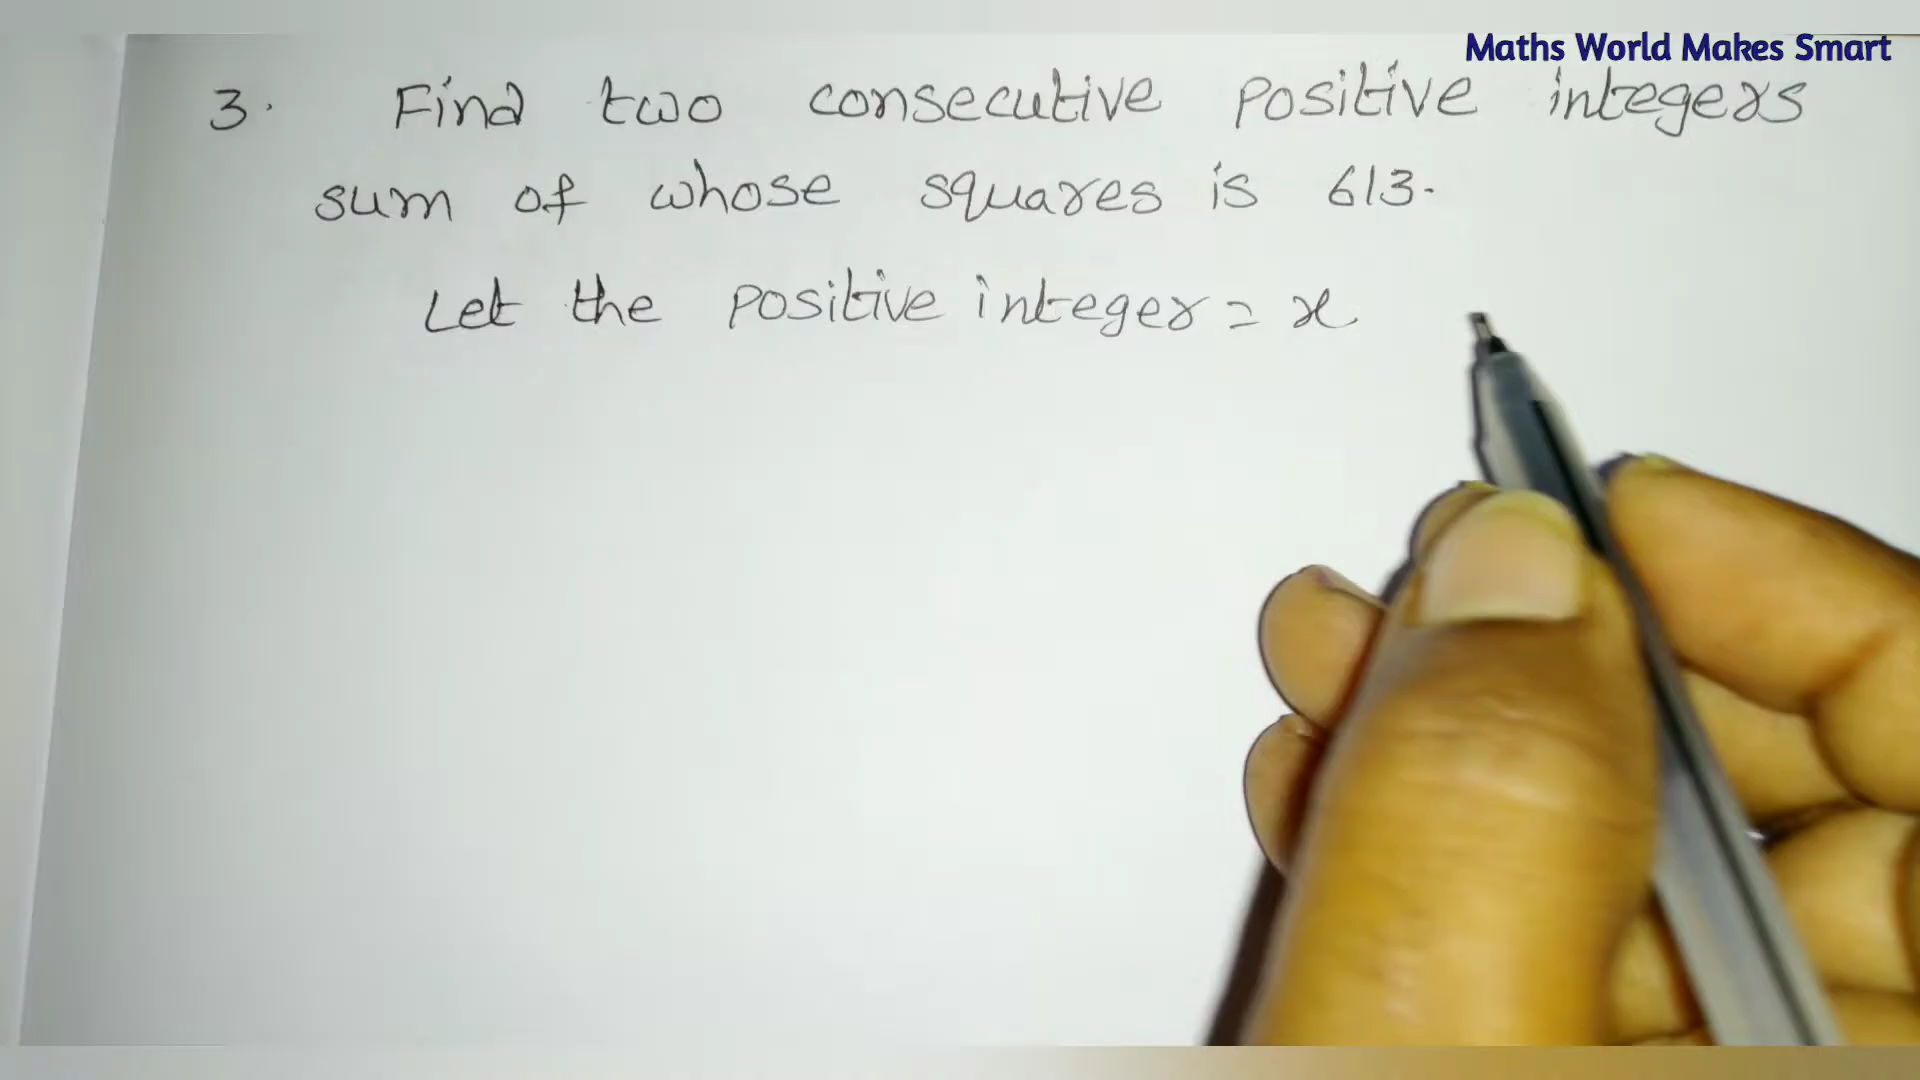 Maths World Makes Smart
3. Find two consecutive positive integers
sum of whose squares is 613.
Let the positive integer = x